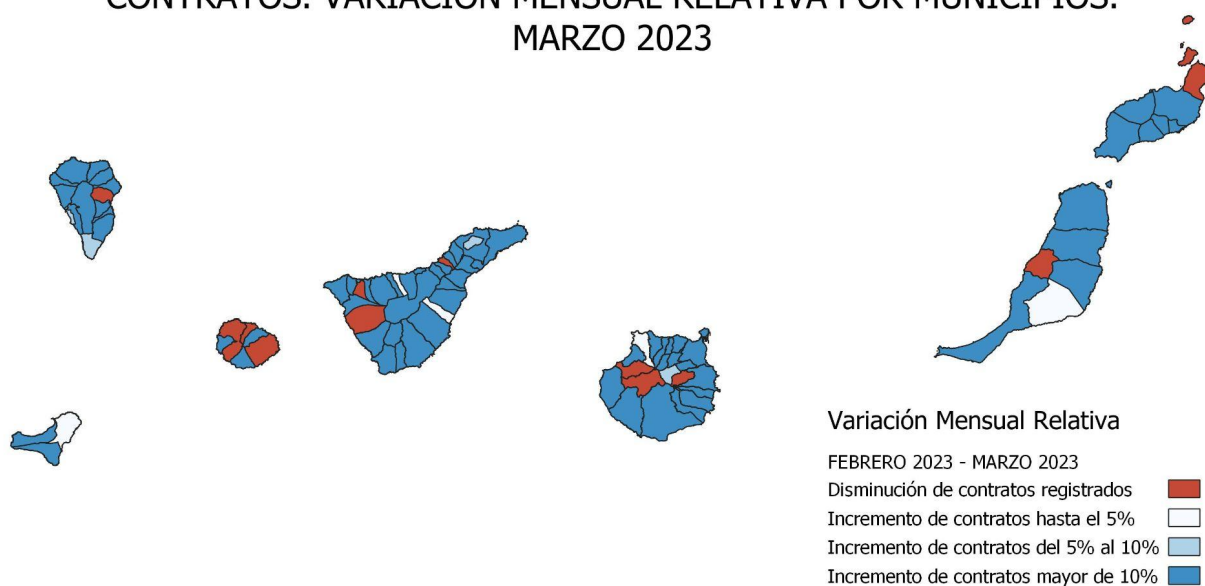 CONTRATOS. VARIACIÓN MENSUAL RELATIVA POR MUNICIPIOS.
MARZO 2023
Variación Mensual Relativa
FEBRERO 2023 - MARZO 2023
Disminución de contratos registrados
Incremento de contratos hasta el 5%
Incremento de contratos del 5% al 10%
Incremento de contratos mayor de 10%